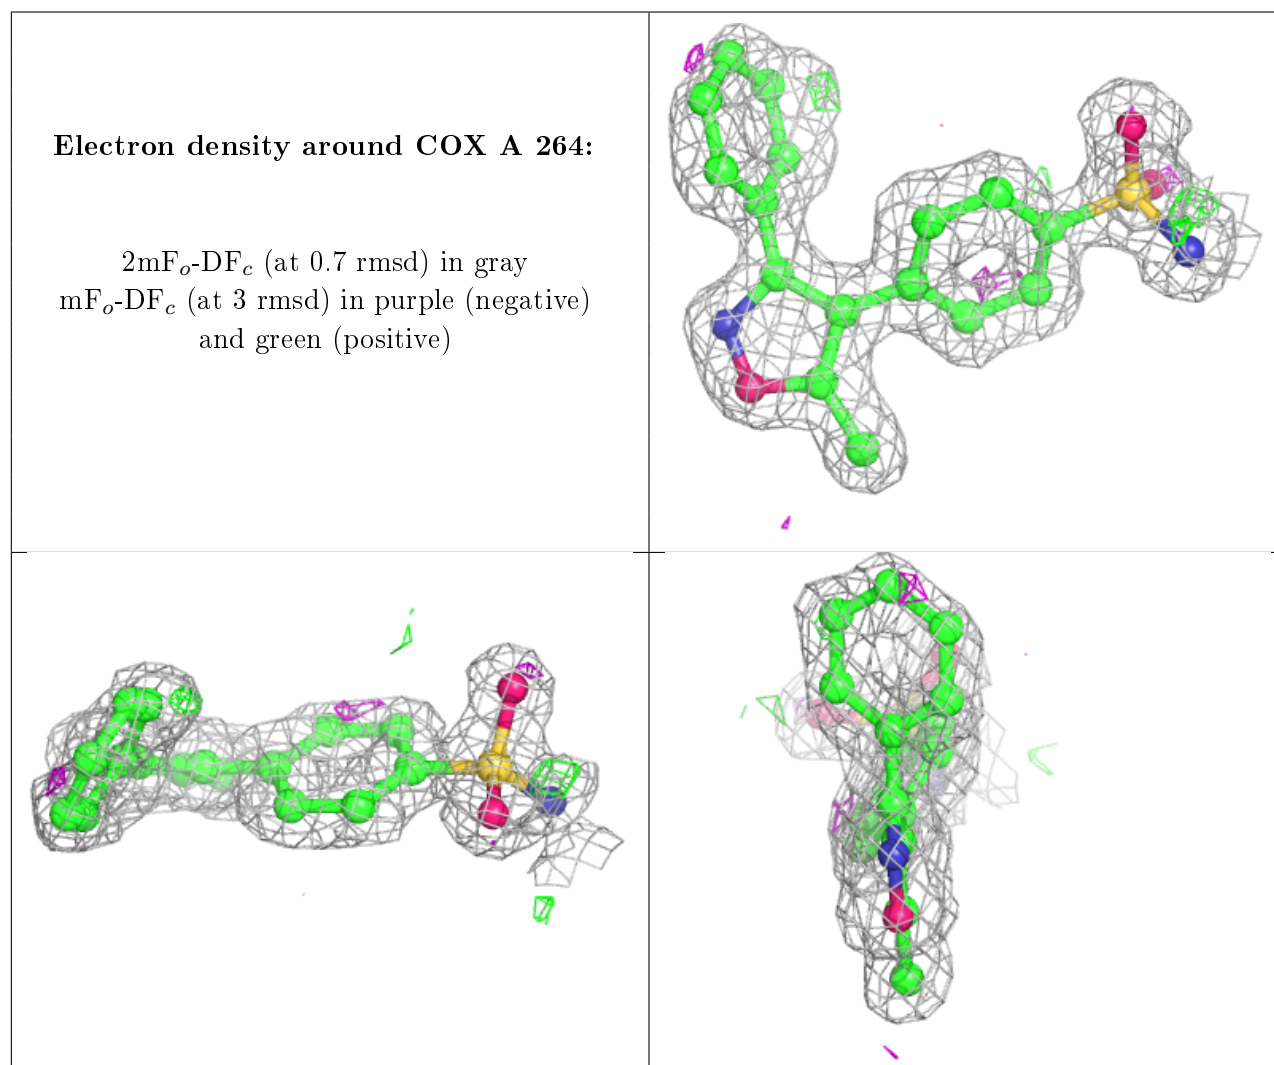 Electron density around COX A 264:
2mFo-DFc (at 0.7 rmsd) in gray
mFo-DFc (at 3 rmsd) in purple (negative)
and green (positive)